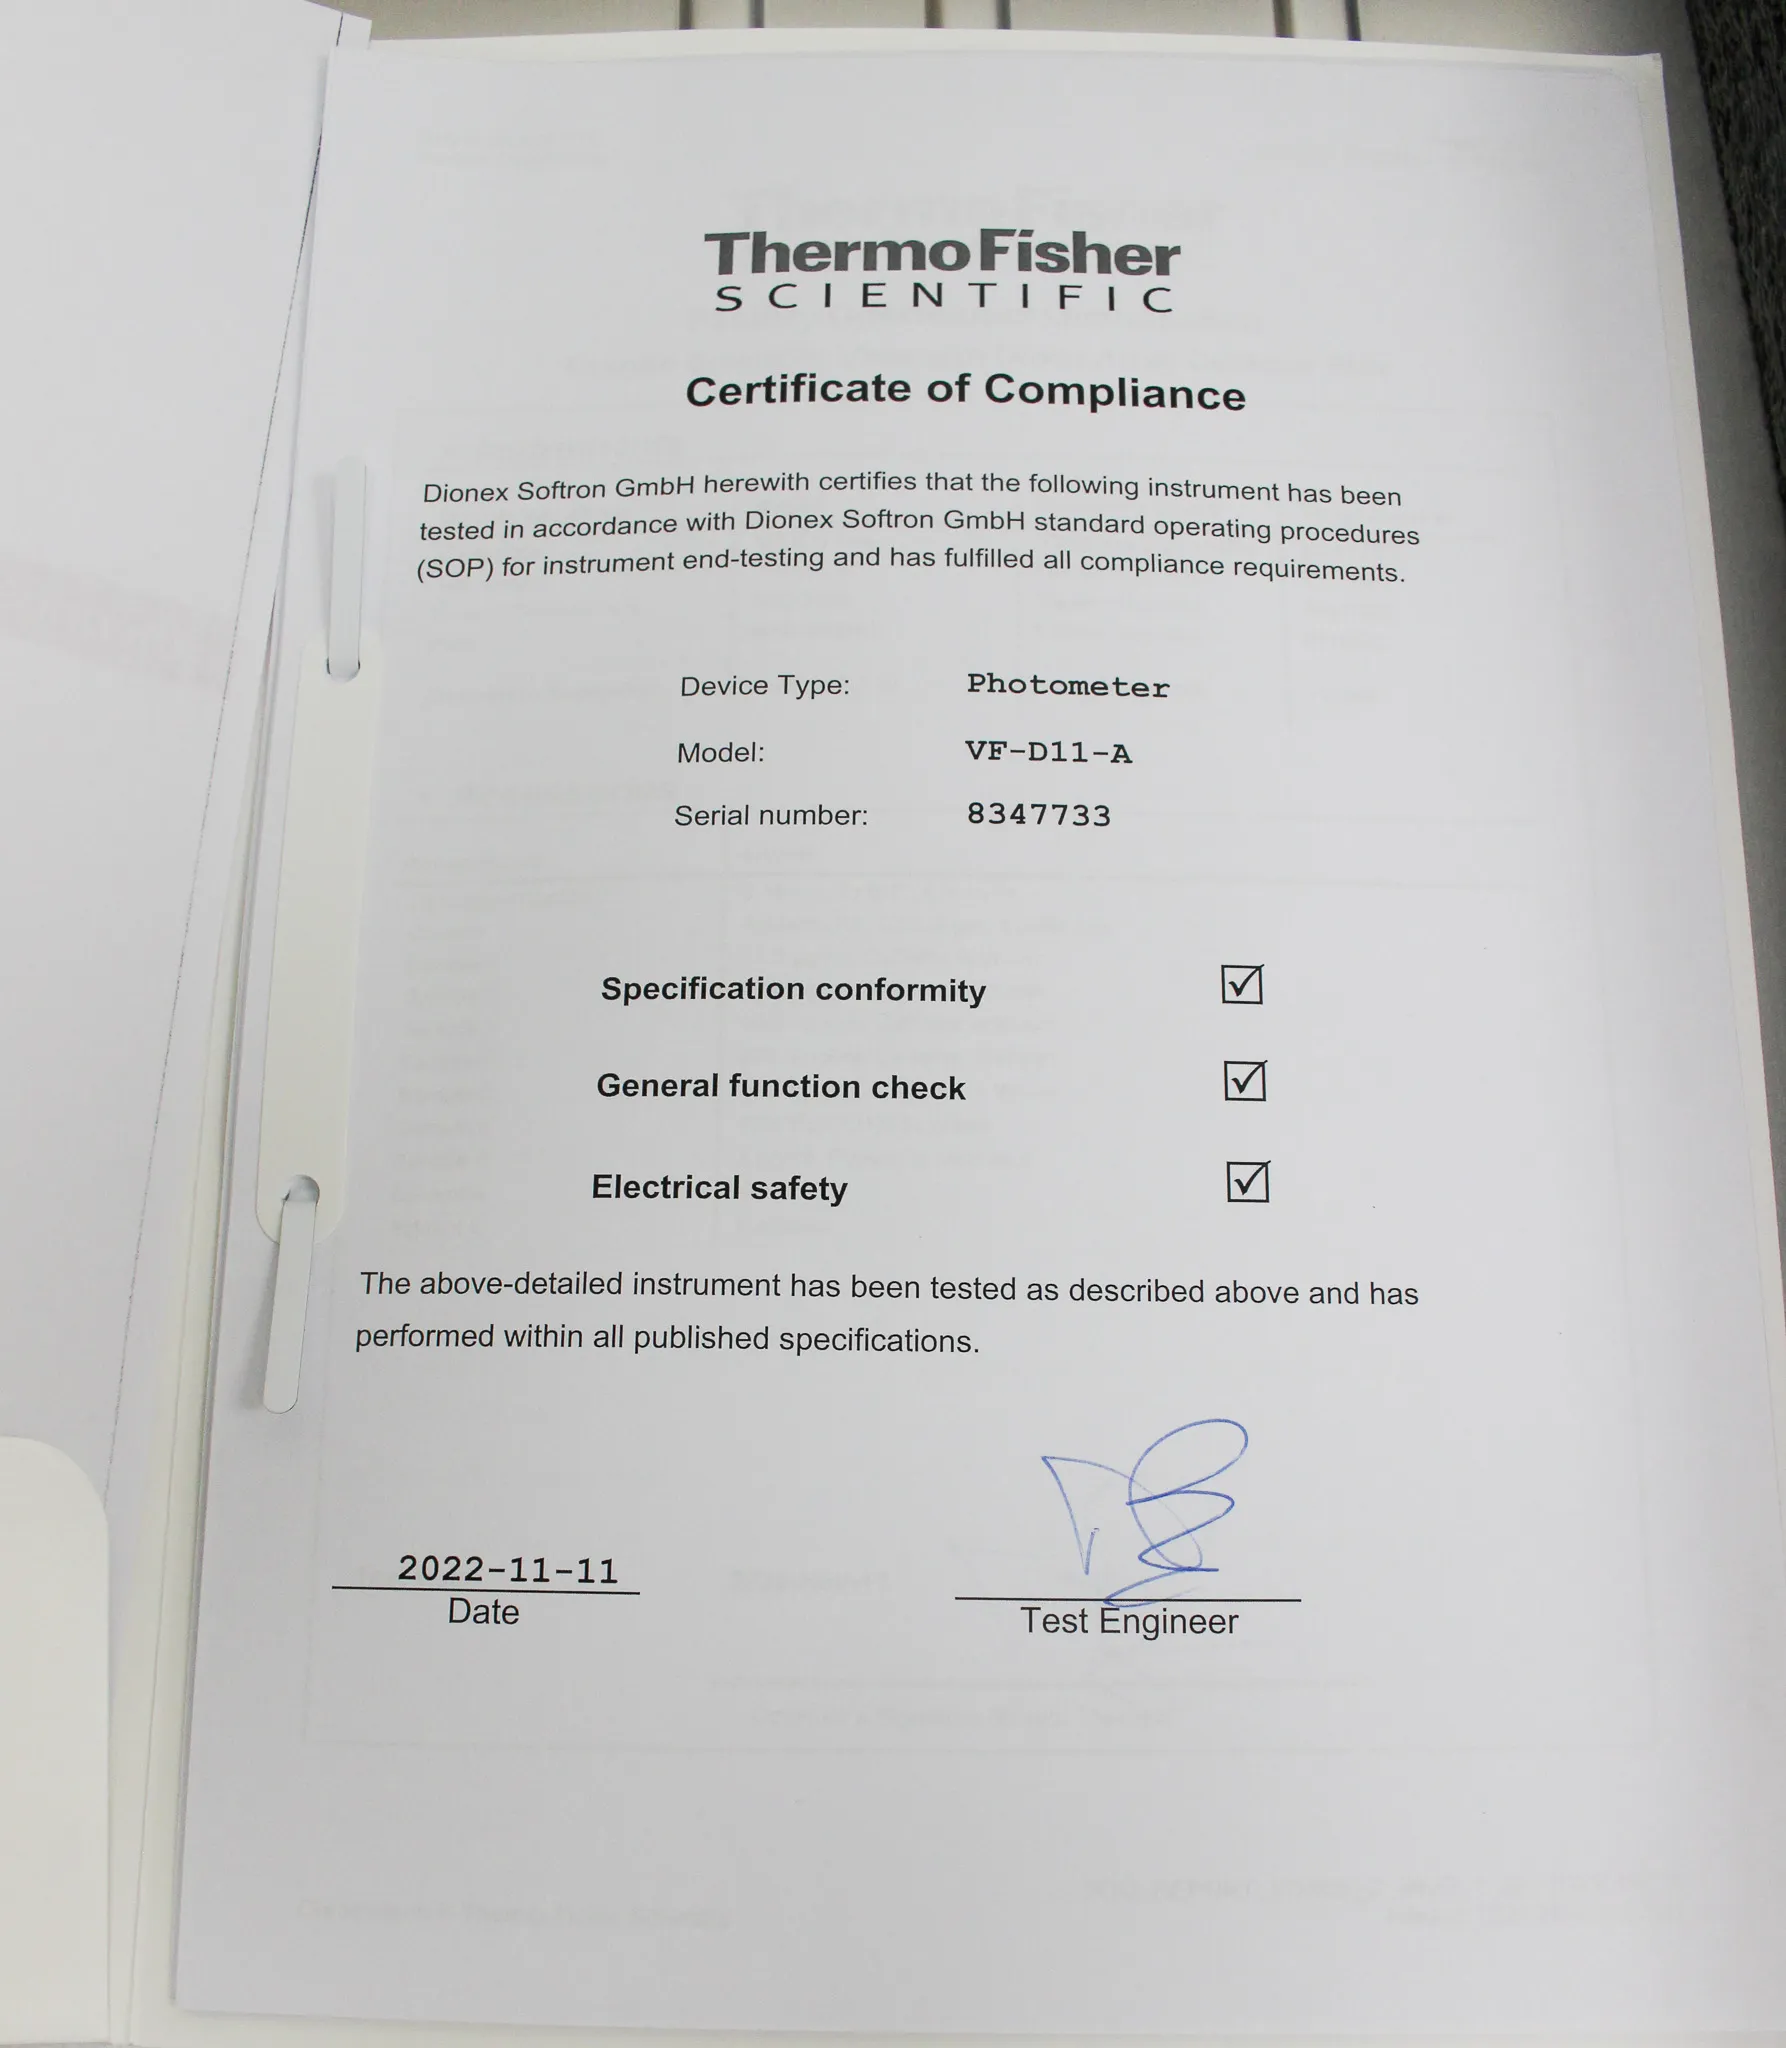 ThermoFisher
SCIENTIFIC
Certificate of Compliance
Dionex Softron GmbH herewith certifies that the following instrument has been
tested in accordance with Dionex Softron GmbH standard operating procedures
(SOP) for instrument end-testing and has fulfilled all compliance requirements.
Device Type: Photometer
Model: VF-D11-A
Serial number: 8347733
Specification conformity ☑
General function check ☑
Electrical safety ☑
The above-detailed instrument has been tested as described above and has
performed within all published specifications.
2022-11-11
Date
Test Engineer